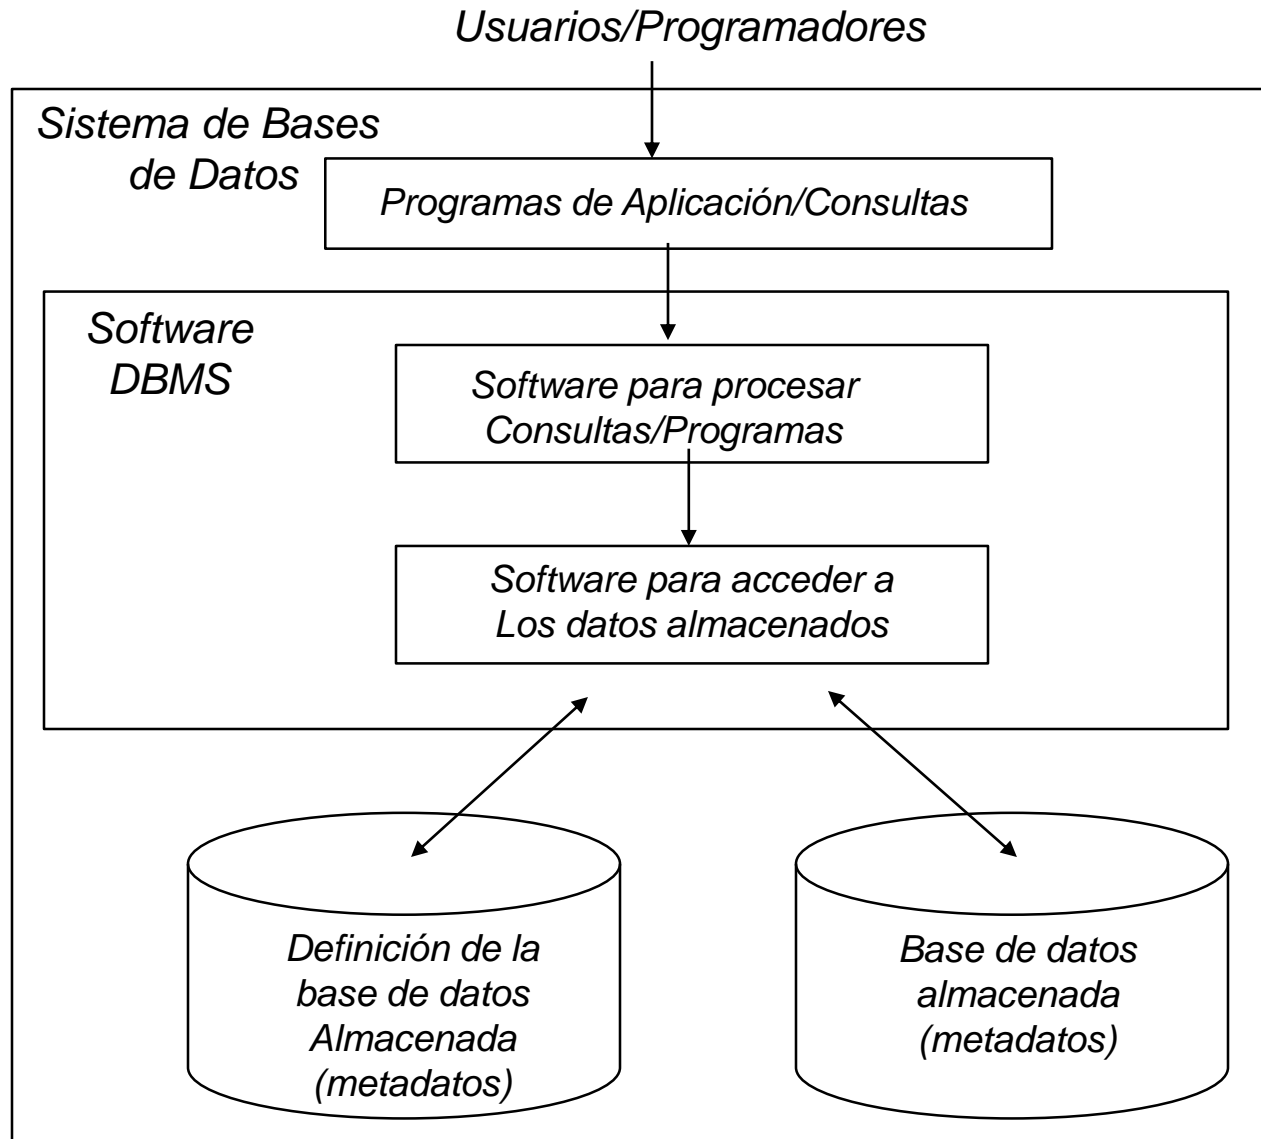 Usuarios/Programadores
Sistema de Bases
de Datos
Programas de Aplicación/Consultas
Software
DBMS
Software para procesar
Consultas/Programas
Software para acceder a
Los datos almacenados
Definición de la
base de datos
Almacenada
(metadatos)
Base de datos
almacenada
(metadatos)